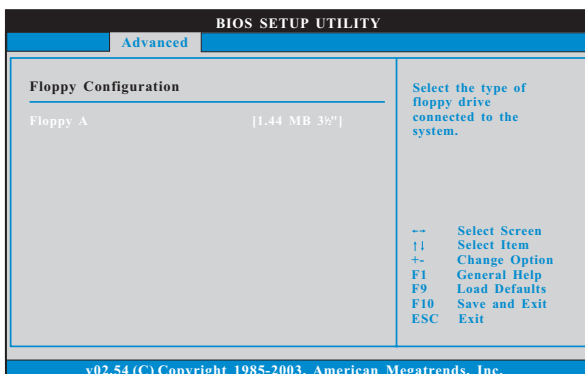 BIOS SETUP UTILITY
Advanced
Floppy Configuration
Floppy A [1.44 MB 3½"]
Select the type of
floppy drive
connected to the
system.
←→ Select Screen
↑↓ Select Item
+- Change Option
F1 General Help
F9 Load Defaults
F10 Save and Exit
ESC Exit
v02.54 (C) Copyright 1985-2003, American Megatrends, Inc.